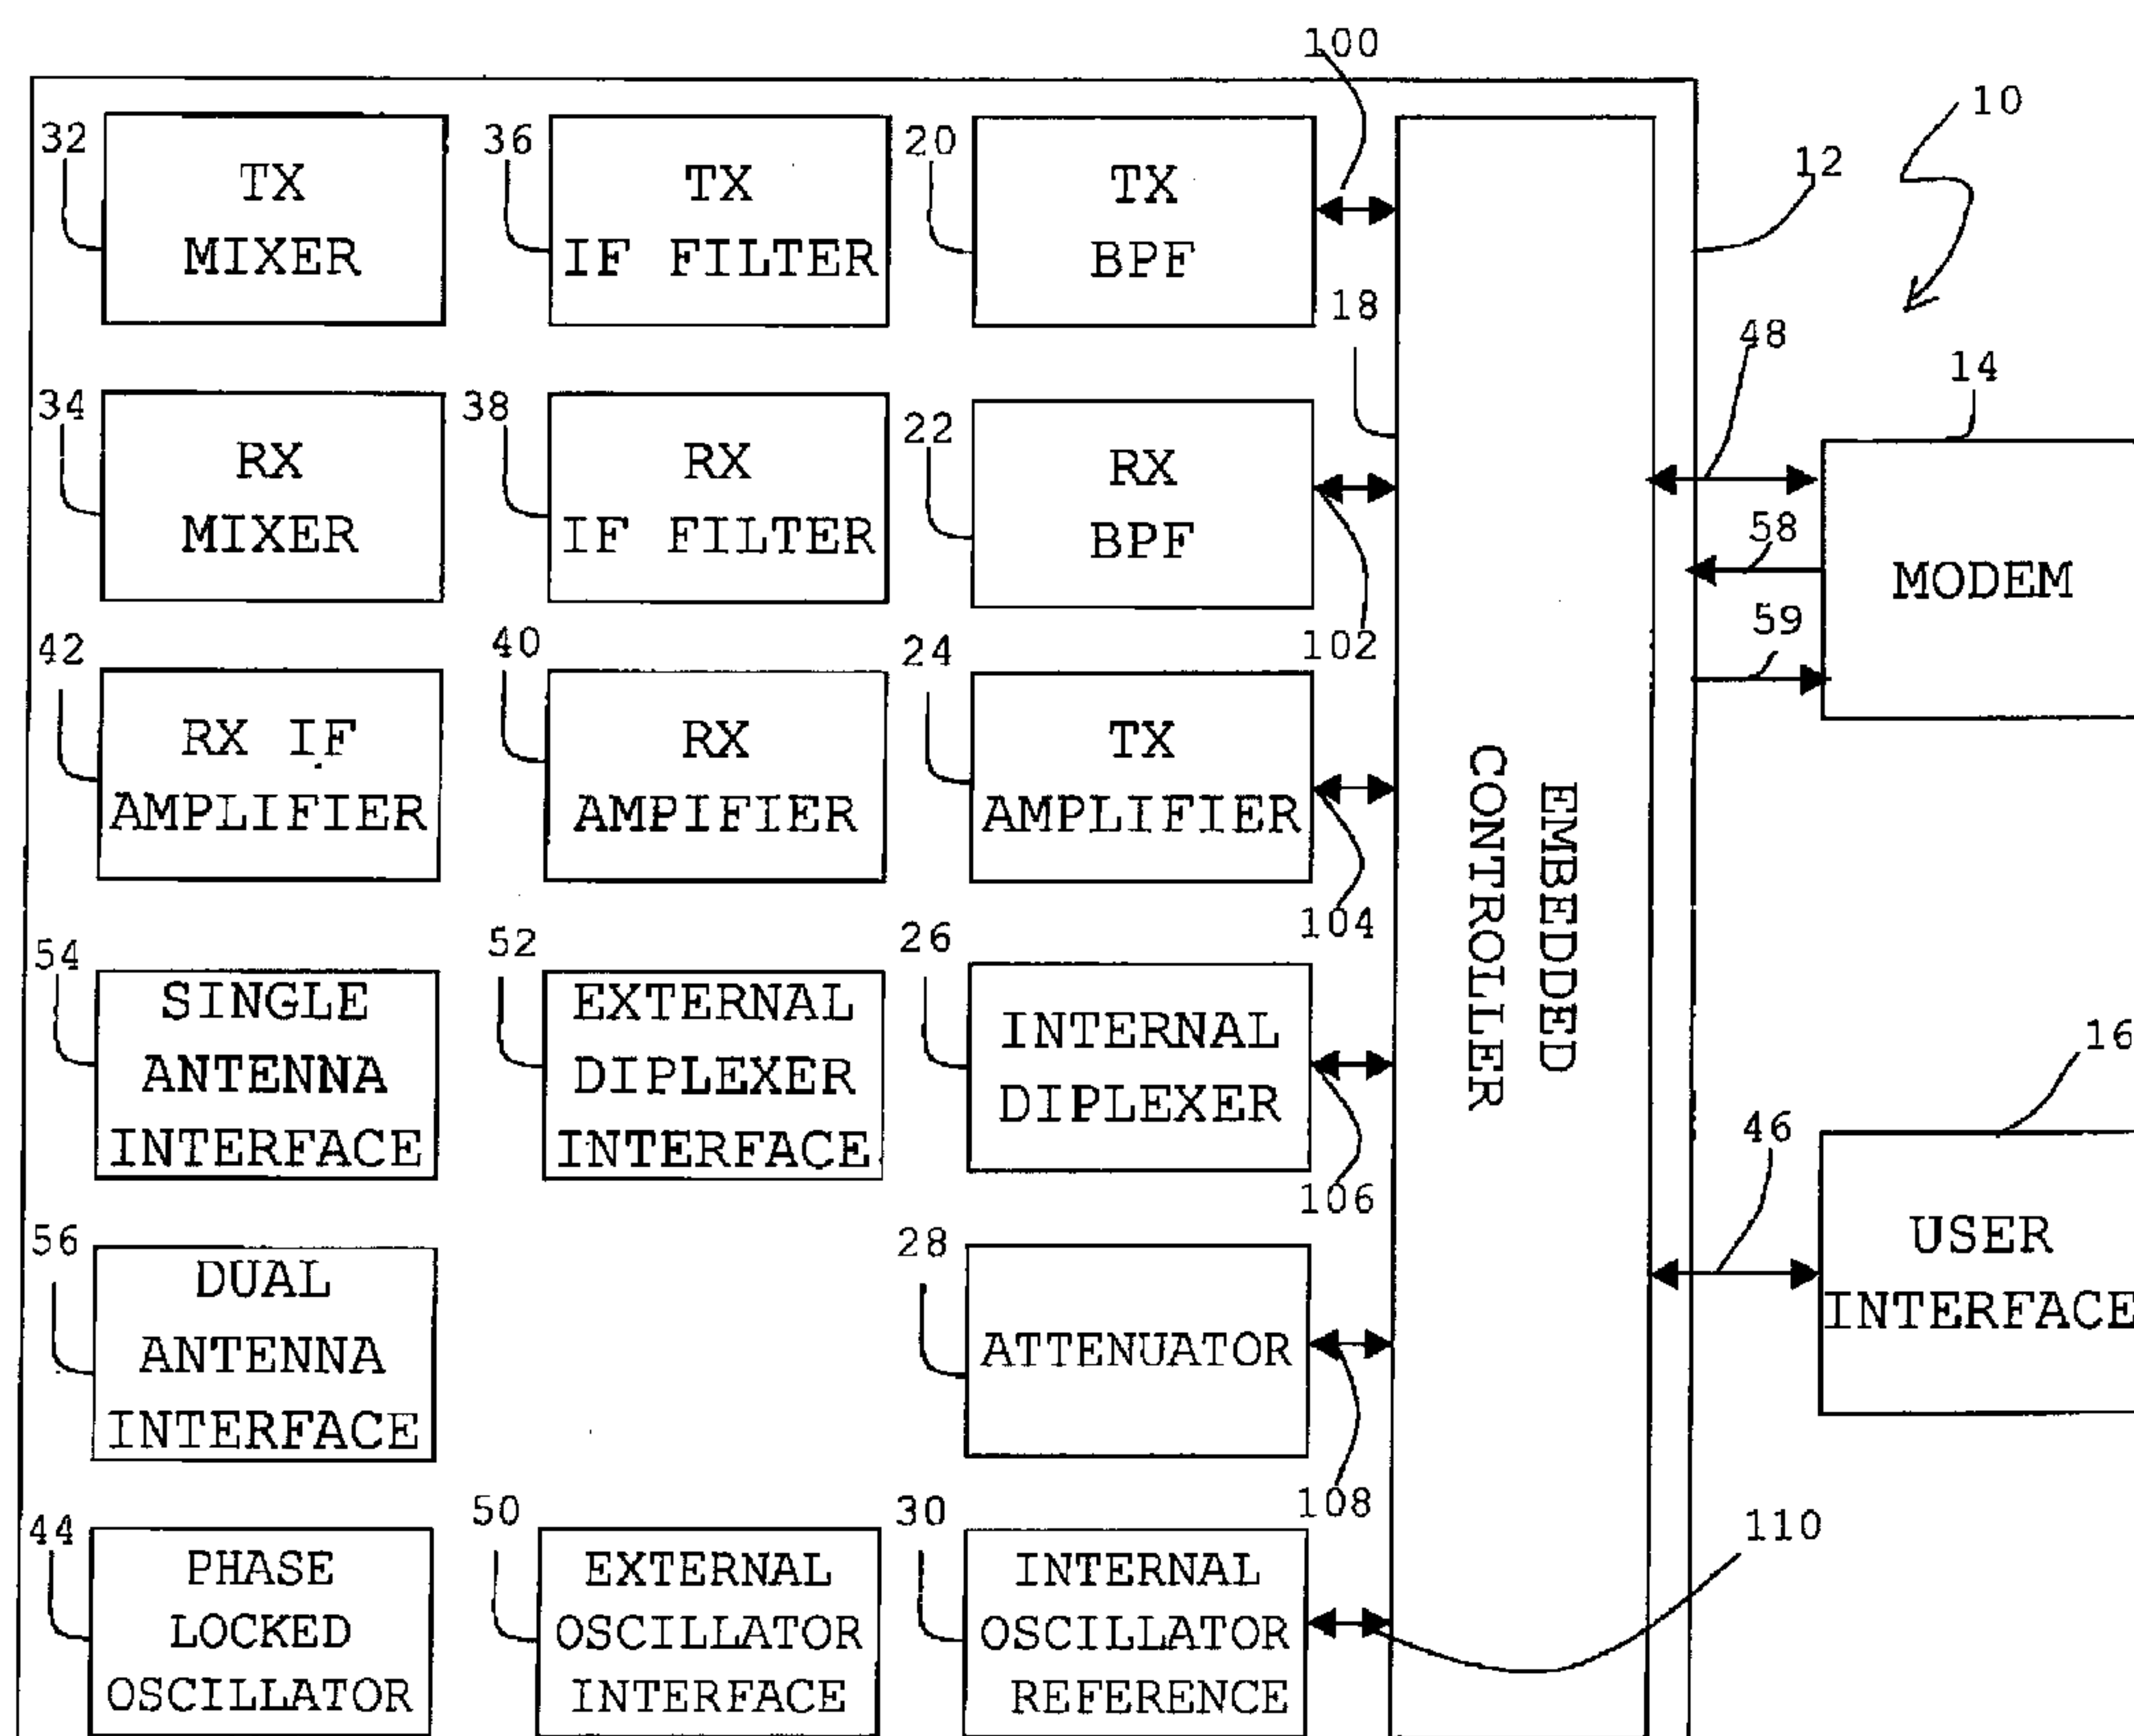 100
10
12
32
TX
MIXER
36
TX
IF FILTER
20
TX
BPF
18
48
14
34
RX
MIXER
38
RX
IF FILTER
22
RX
BPF
102
58
59
MODEM
42
RX IF
AMPLIFIER
40
RX
AMPIFIER
24
TX
AMPLIFIER
104
EMBEDDED
CONTROLLER
54
SINGLE
ANTENNA
INTERFACE
52
EXTERNAL
DIPLEXER
INTERFACE
26
INTERNAL
DIPLEXER
106
16
46
USER
INTERFACE
56
DUAL
ANTENNA
INTERFACE
28
ATTENUATOR
108
110
44
PHASE
LOCKED
OSCILLATOR
50
EXTERNAL
OSCILLATOR
INTERFACE
30
INTERNAL
OSCILLATOR
REFERENCE